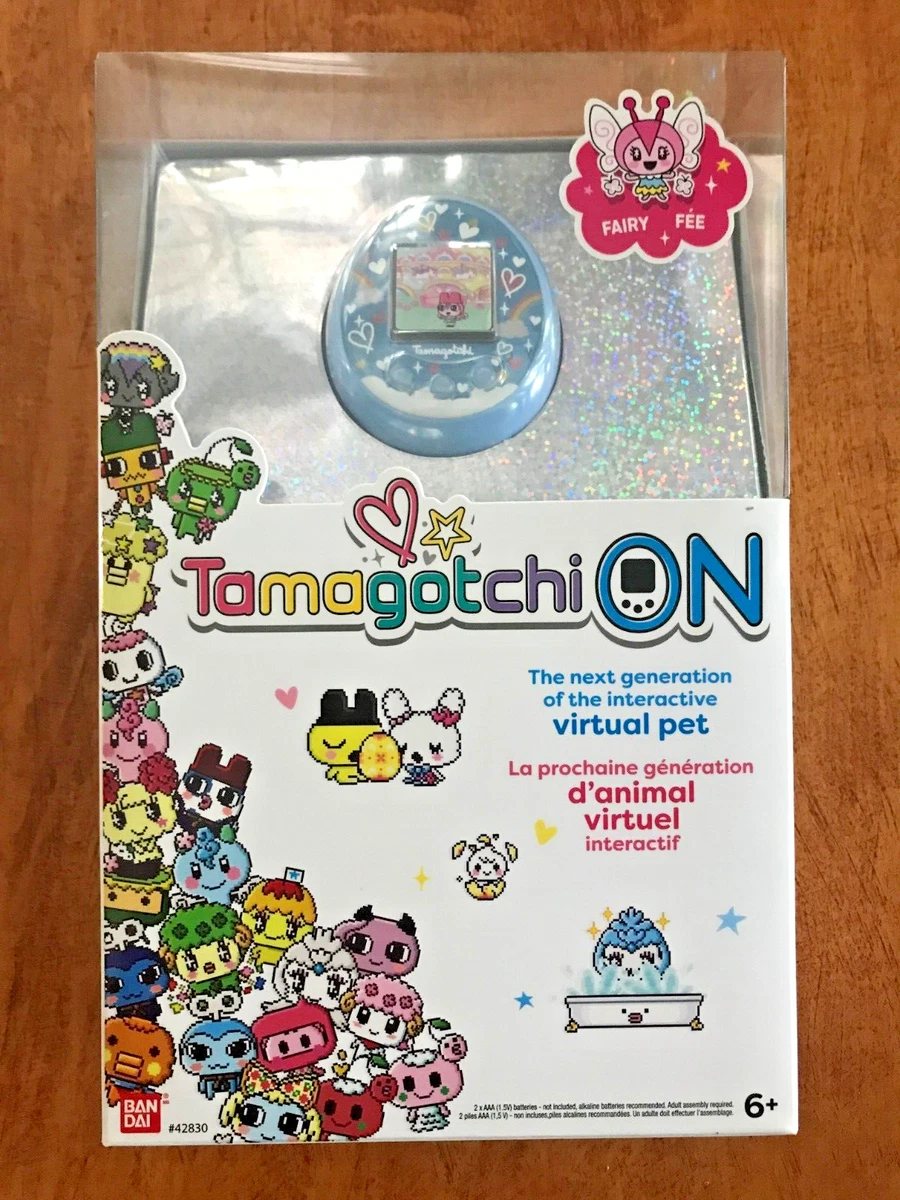 FAIRY FÉE
Tamagotchi
Tamagotchi ON
The next generation
of the interactive
virtual pet
La prochaine génération
d'animal
virtuel
interactif
BAN
DAI
#42830
2 x AAA (1.5V) batteries - not included, alkaline batteries recommended. Adult assembly required.
2 piles AAA (1,5 V) - non incluses, piles alcalines recommandées. Un adulte doit effectuer l'assemblage.
6+